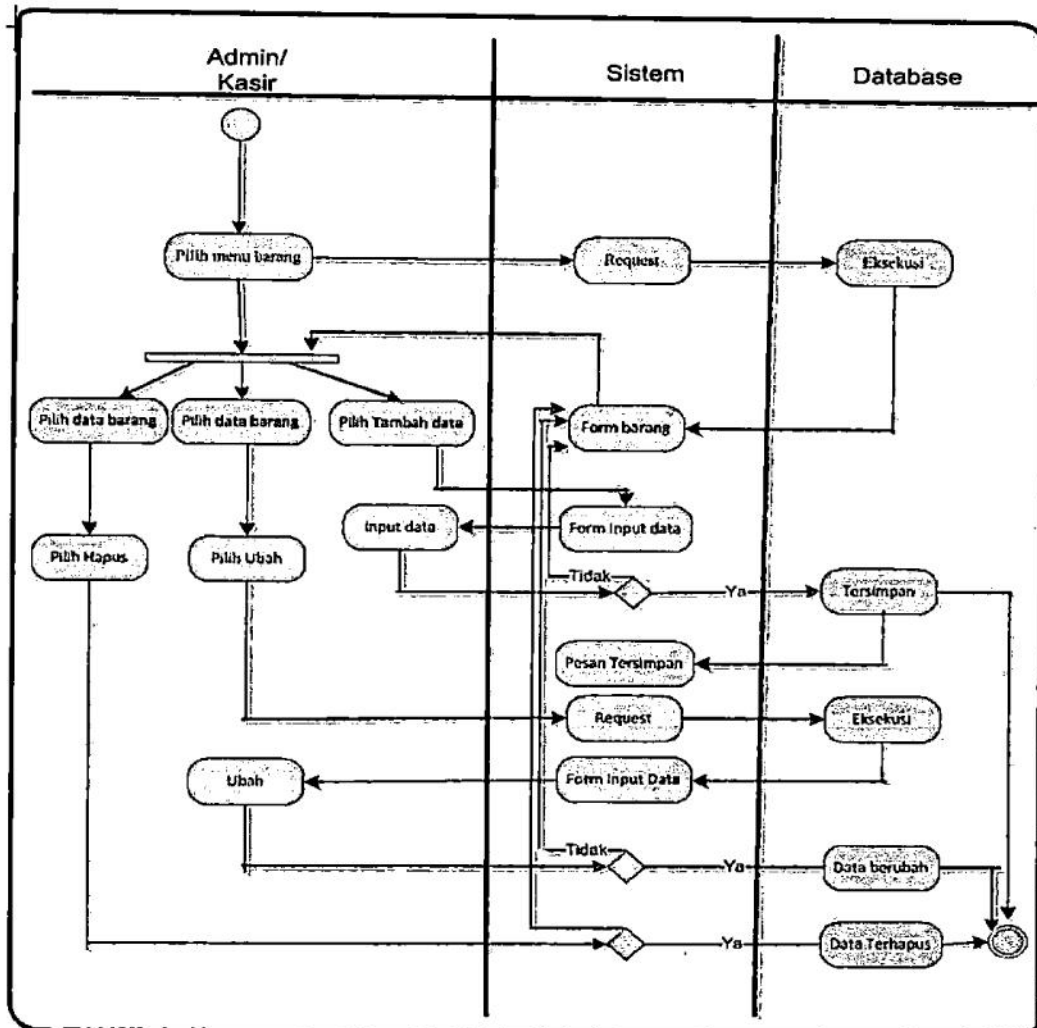 Admin/
Kasir
Sistem
Database
Pilih menu barang
Request
Eksekusi
Pilih data barang
Pilih data barang
Pilih Tambah data
Form barang
Input data
Form Input data
Pilih Hapus
Pilih Ubah
Tidak
Ya
Tersimpan
Pesan Tersimpan
Request
Eksekusi
Ubah
Form Input Data
Tidak
Ya
Data berubah
Ya
Data Terhapus